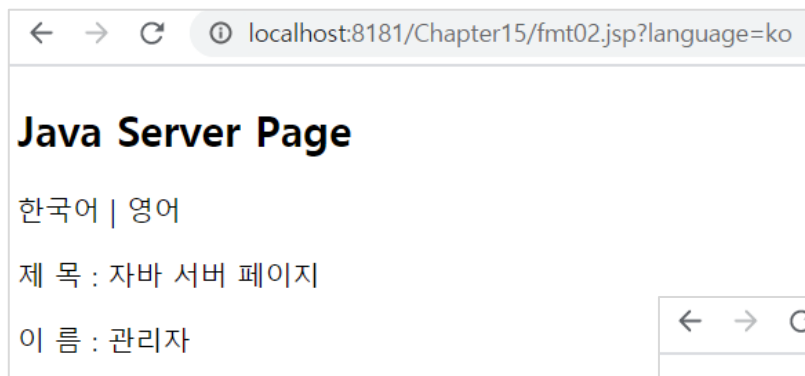 localhost:8181/Chapter15/fmt02.jsp?language=ko
Java Server Page
한국어 | 영어
제 목 : 자바 서버 페이지
이 름 : 관리자